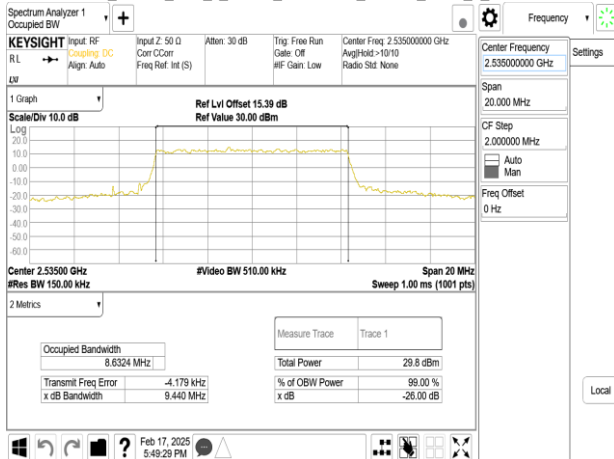 Spectrum Analyzer 1
Occupied BW
▼
+
Frequency ▼
KEYSIGHT
RL
Input: RF
Coupling: DC
Align: Auto
Input Z: 50 Ω
Corr CCorr
Freq Ref: Int (S)
Atten: 30 dB
Trig: Free Run
Gate: Off
#IF Gain: Low
Center Freq: 2.535000000 GHz
Avg|Hold:>10/10
Radio Std: None
Center Frequency
2.535000000 GHz
Settings
Span
20.000 MHz
CF Step
2.000000 MHz
Auto
Man
Freq Offset
0 Hz
Local
1 Graph ▼
Scale/Div 10.0 dB
Ref Lvl Offset 15.39 dB
Ref Value 30.00 dBm
Log
20.0
10.0
0.00
-10.0
-20.0
-30.0
-40.0
-50.0
-60.0
Center 2.53500 GHz
#Video BW 510.00 kHz
Span 20 MHz
#Res BW 150.00 kHz
Sweep 1.00 ms (1001 pts)
2 Metrics ▼
Measure Trace Trace 1
Occupied Bandwidth
8.6324 MHz
Total Power 29.8 dBm
Transmit Freq Error -4.179 kHz
% of OBW Power 99.00 %
x dB Bandwidth 9.440 MHz
x dB -26.00 dB
?
Feb 17, 2025
5:49:29 PM